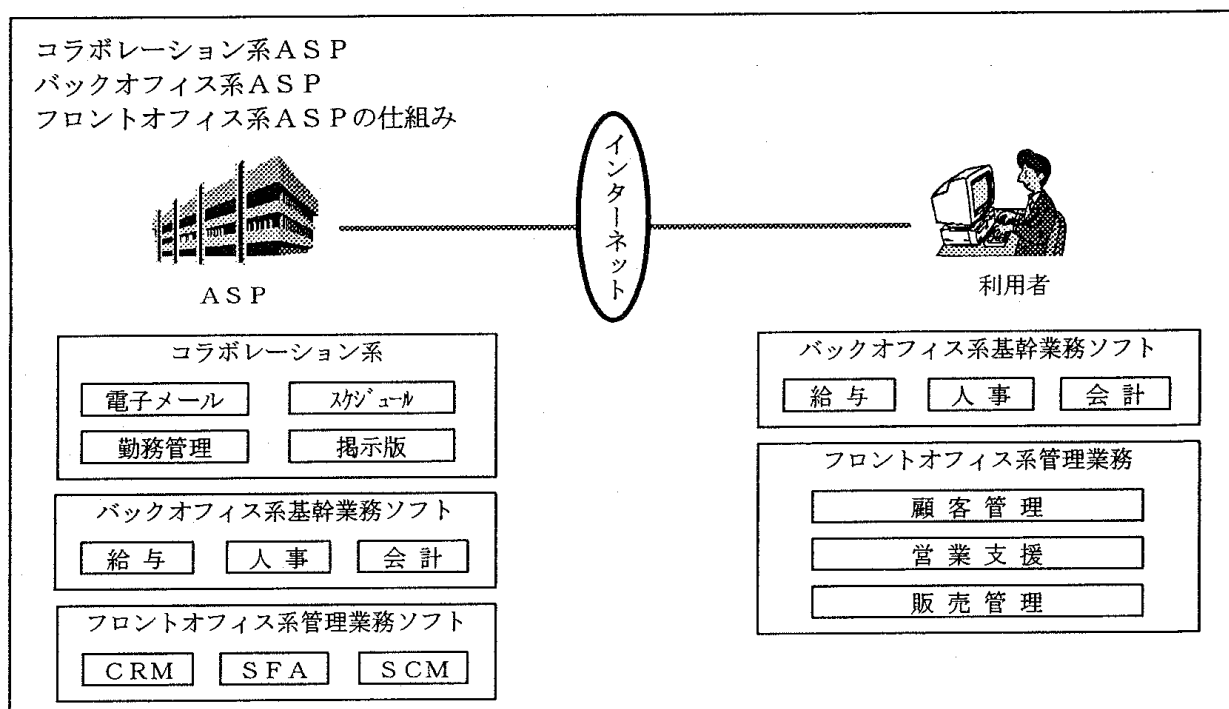 コラボレーション系ＡＳＰ
バックオフィス系ＡＳＰ
フロントオフィス系ＡＳＰの仕組み
インターネット
ＡＳＰ
利用者
コラボレーション系
電子メール
ｽｹｼﾞｭｰﾙ
勤務管理
掲示版
バックオフィス系基幹業務ソフト
給与
人事
会計
フロントオフィス系管理業務ソフト
ＣＲＭ
ＳＦＡ
ＳＣＭ
バックオフィス系基幹業務ソフト
給与
人事
会計
フロントオフィス系管理業務
顧客管理
営業支援
販売管理